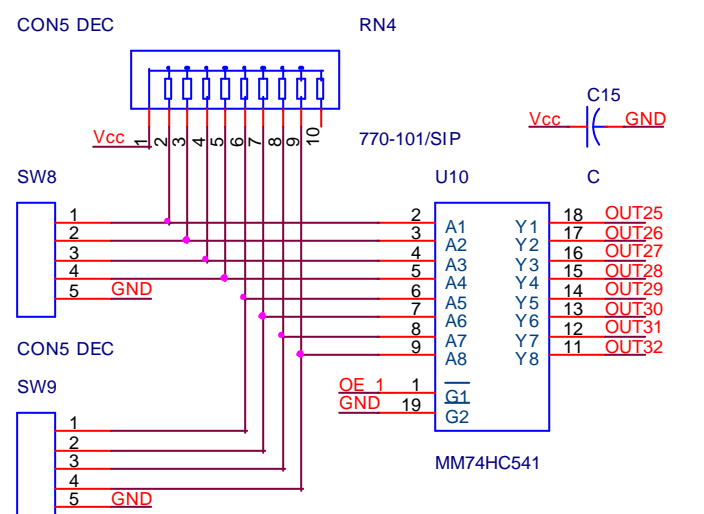 CON5 DEC
RN4
1 2 3 4 5 6 7 8 9 10
Vcc
770-101/SIP
C15
Vcc GND
C
SW8
1
2
3
4
5 GND
U10
2 A1 Y1 18 OUT25
3 A2 Y2 17 OUT26
4 A3 Y3 16 OUT27
5 A4 Y4 15 OUT28
6 A5 Y5 14 OUT29
7 A6 Y6 13 OUT30
8 A7 Y7 12 OUT31
9 A8 Y8 11 OUT32
OE_1 1 G1
GND 19 G2
MM74HC541
CON5 DEC
SW9
1
2
3
4
5 GND